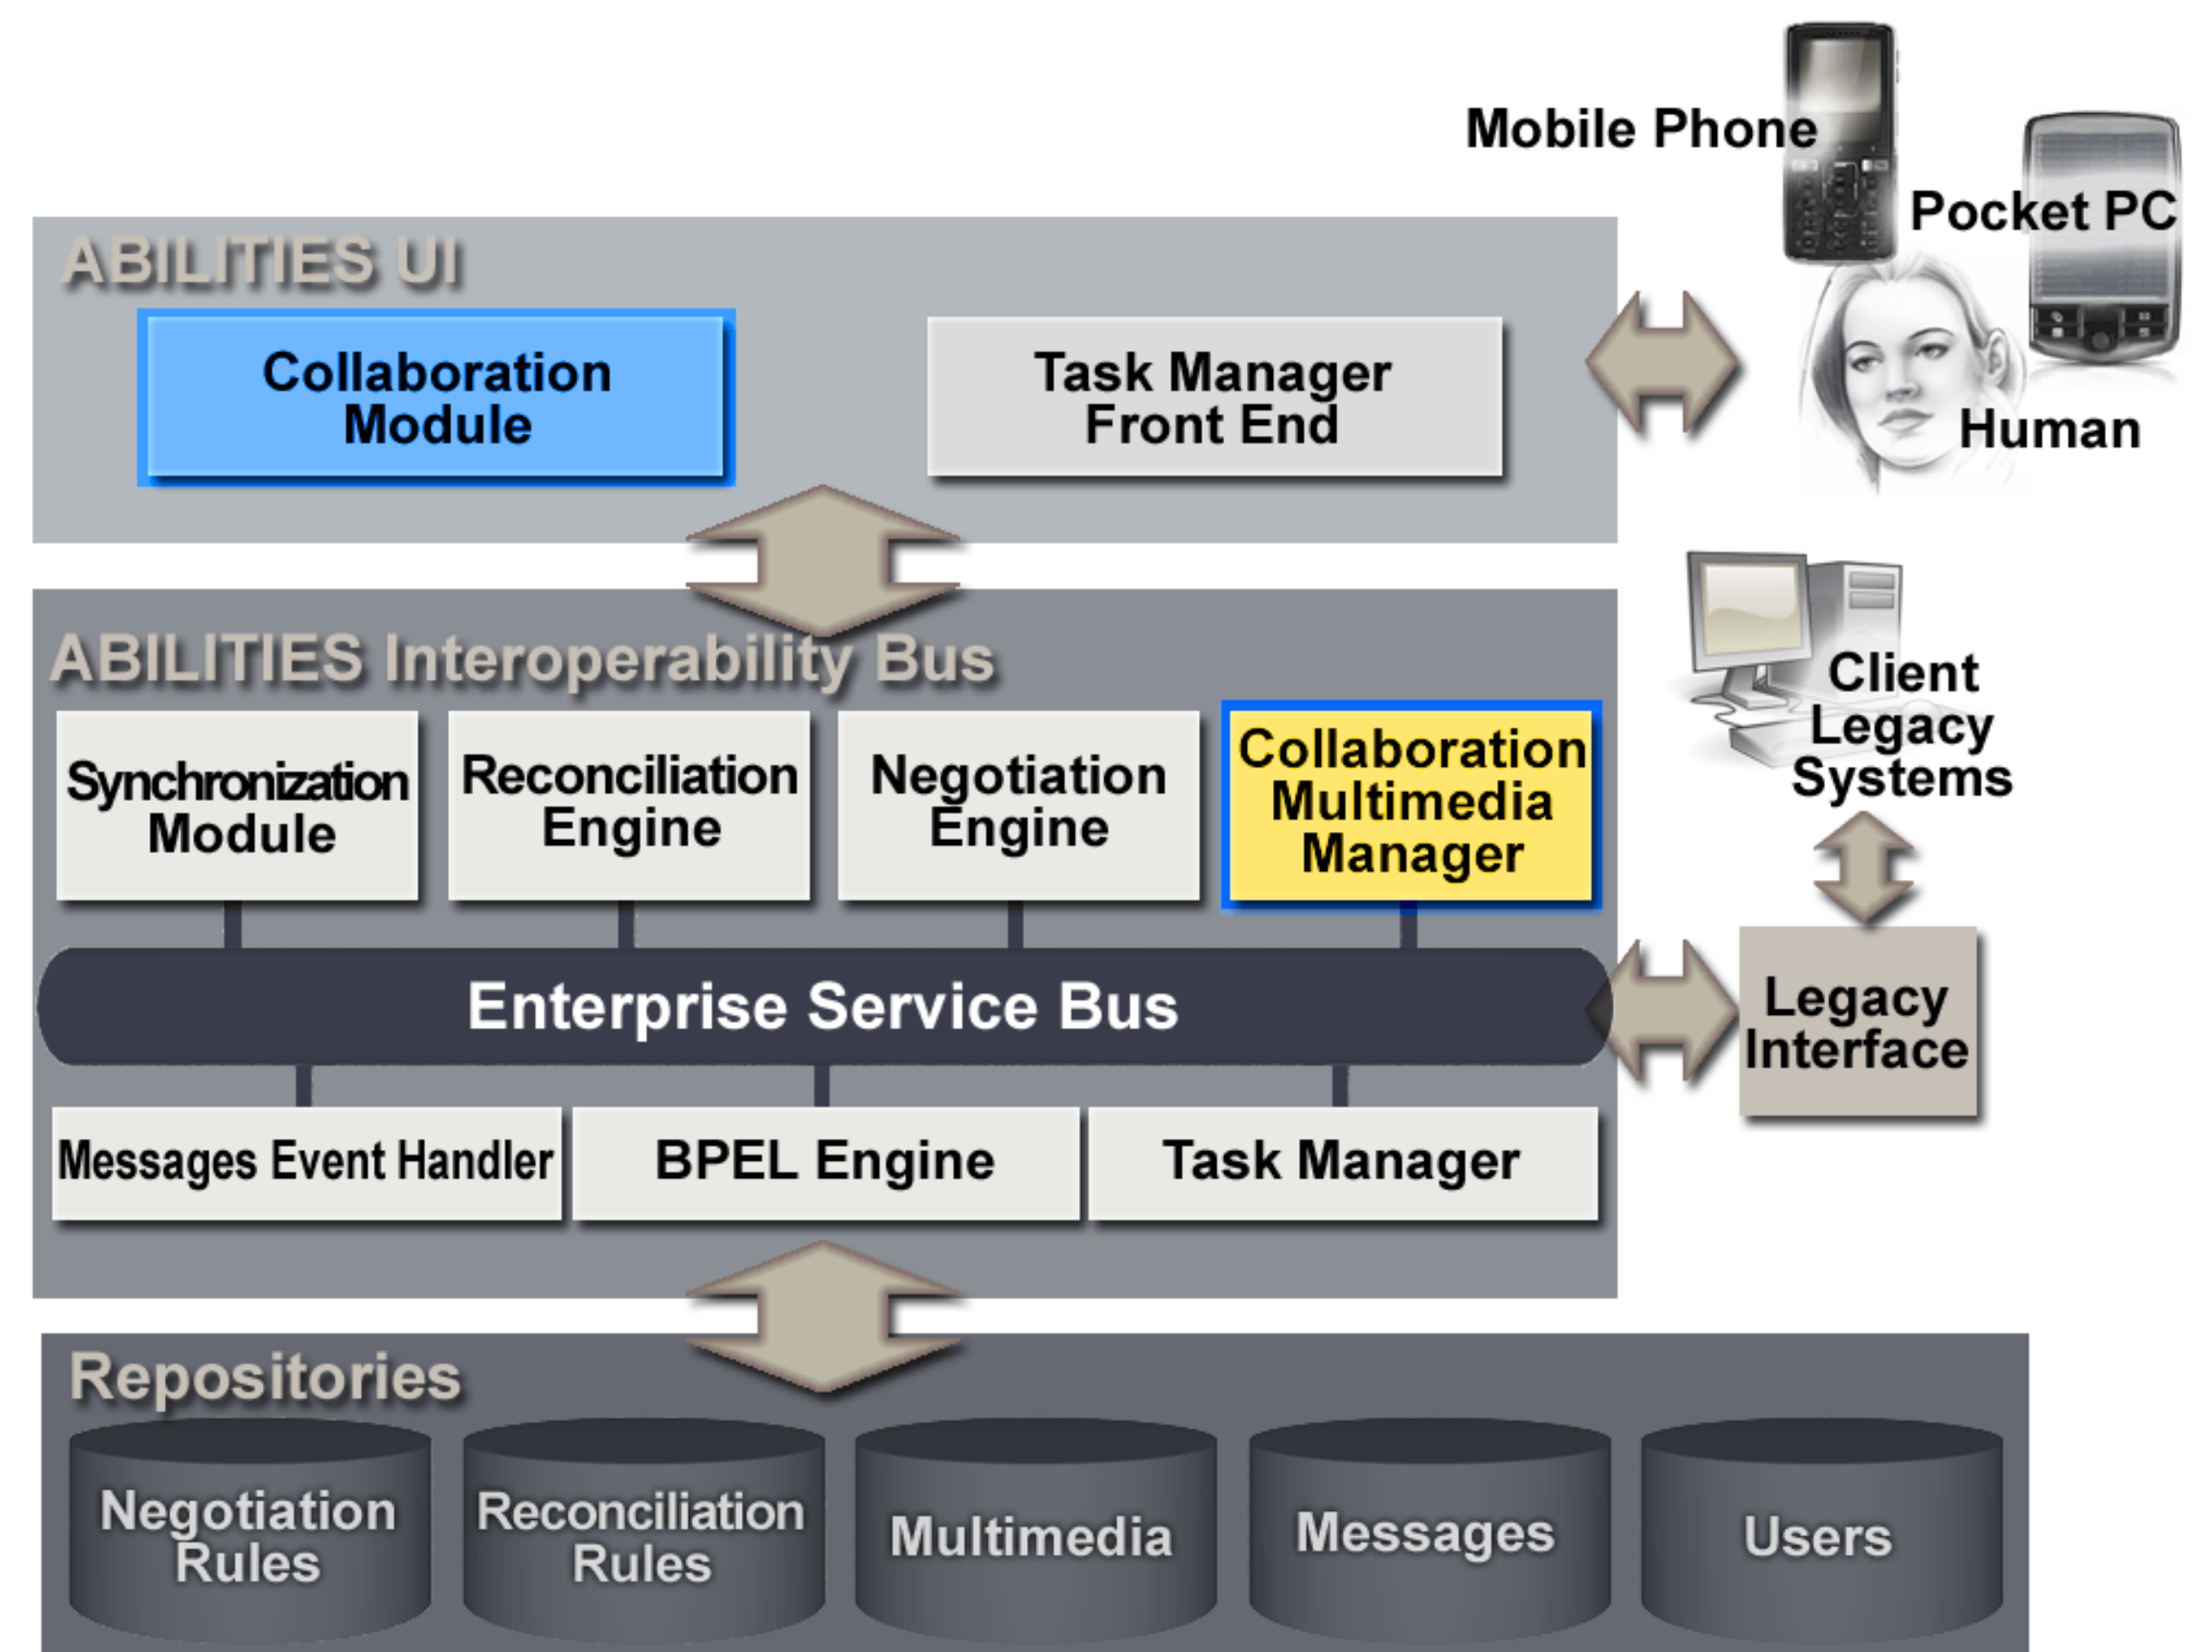 Mobile Phone
Pocket PC
Human
ABILITIES UI
Collaboration
Module
Task Manager
Front End
ABILITIES Interoperability Bus
Synchronization
Module
Reconciliation
Engine
Negotiation
Engine
Collaboration
Multimedia
Manager
Client
Legacy
Systems
Enterprise Service Bus
Legacy
Interface
Messages Event Handler
BPEL Engine
Task Manager
Repositories
Negotiation
Rules
Reconciliation
Rules
Multimedia
Messages
Users